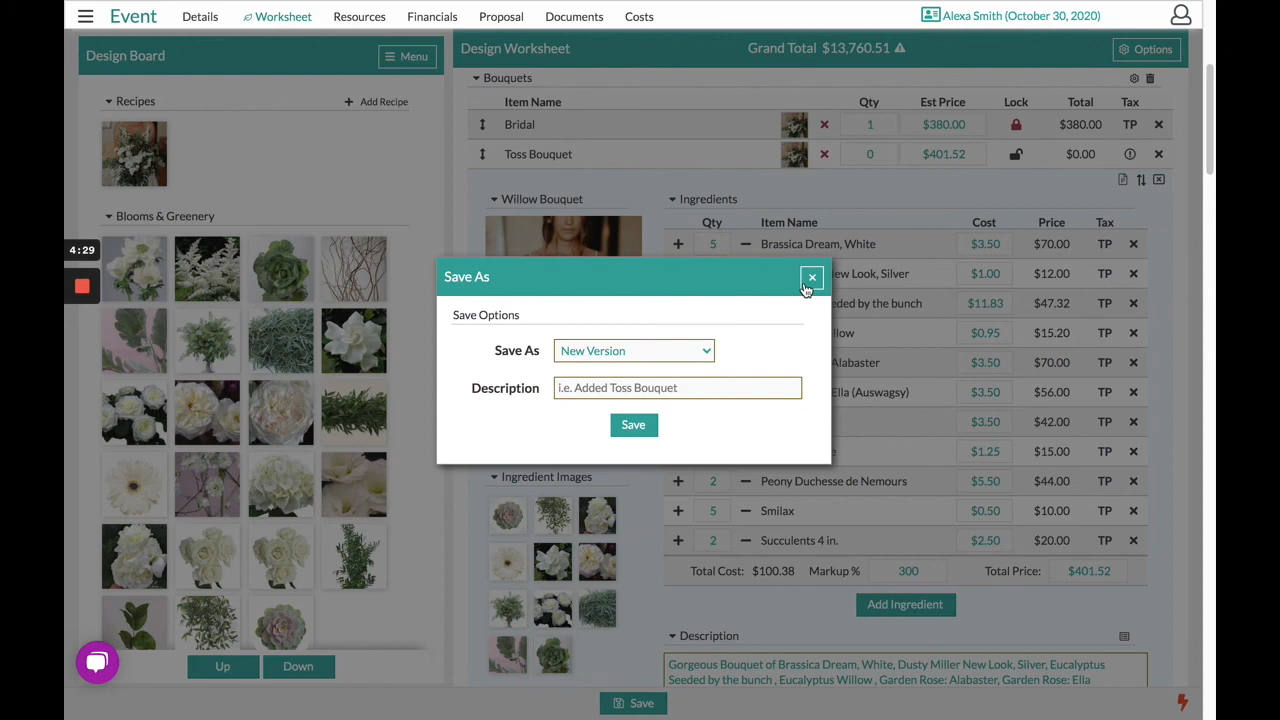 Event Details Worksheet Resources Financials Proposal Documents Costs Alexa Smith (October 30, 2020)
Design Board Menu
Recipes + Add Recipe
Blooms & Greenery
4:29
Up Down
Design Worksheet Grand Total $13,760.51 Options
Bouquets
Item Name Qty Est Price Lock Total Tax
Bridal 1 $380.00 $380.00 TP
Toss Bouquet 0 $401.52 $0.00
Willow Bouquet
Ingredients
Qty Item Name Cost Price Tax
5 Brassica Dream, White $3.50 $70.00 TP
ew Look, Silver $1.00 $12.00 TP
eeded by the bunch $11.83 $47.32 TP
illow $0.95 $15.20 TP
Alabaster $3.50 $70.00 TP
Ella (Auswagsy) $3.50 $56.00 TP
$3.50 $42.00 TP
$1.25 $15.00 TP
2 Peony Duchesse de Nemours $5.50 $44.00 TP
5 Smilax $0.50 $10.00 TP
2 Succulents 4 in. $2.50 $20.00 TP
Total Cost: $100.38 Markup % 300 Total Price: $401.52
Add Ingredient
Ingredient Images
Description
Gorgeous Bouquet of Brassica Dream, White, Dusty Miller New Look, Silver, Eucalyptus
Seeded by the bunch , Eucalyptus Willow , Garden Rose: Alabaster, Garden Rose: Ella
Save As
Save Options
Save As New Version
Description i.e. Added Toss Bouquet
Save
Save